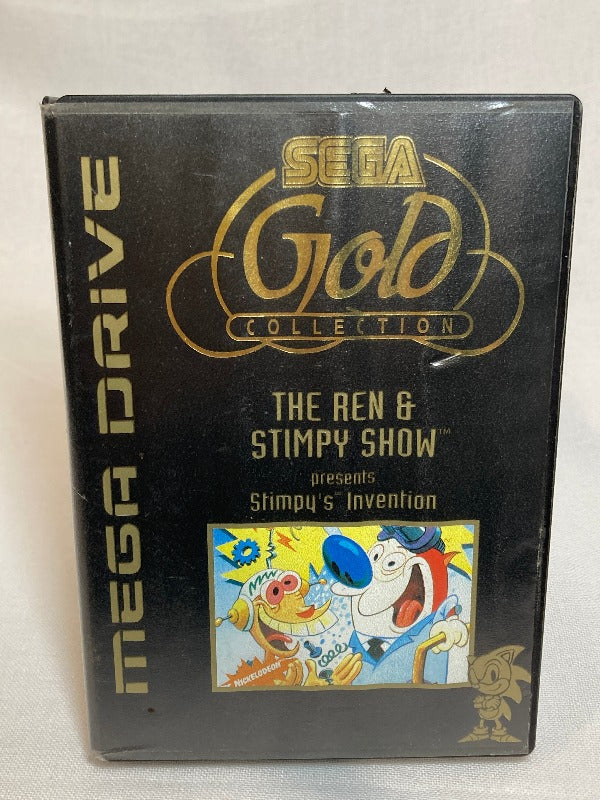 MEGA DRIVE
SEGA
Gold
COLLECTION
THE REN &
STIMPY SHOW™
presents
Stimpy's™ Invention
NICKELODEON